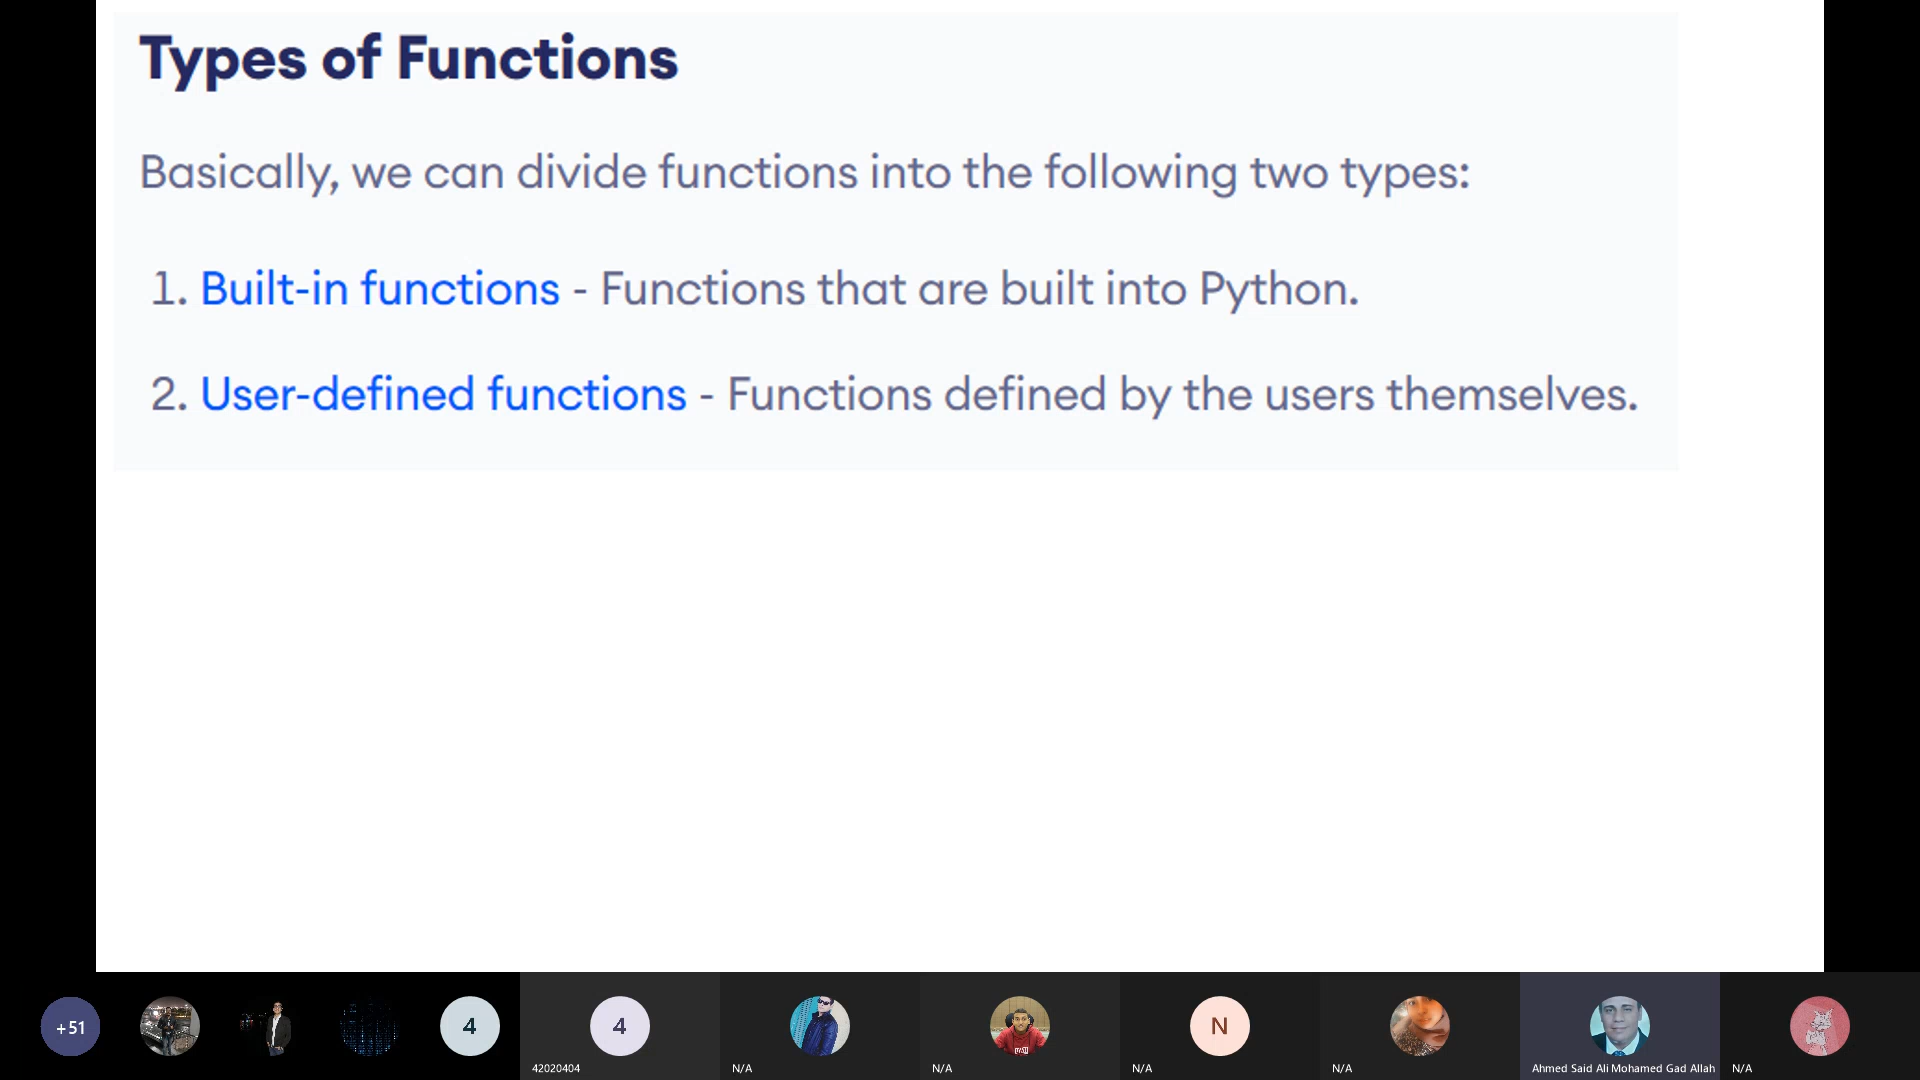 Types of Functions
Basically, we can divide functions into the following two types:
1. Built-in functions - Functions that are built into Python.
2. User-defined functions - Functions defined by the users themselves.
+51
4
4
N
42020404
N/A
N/A
N/A
N/A
Ahmed Said Ali Mohamed Gad Allah
N/A